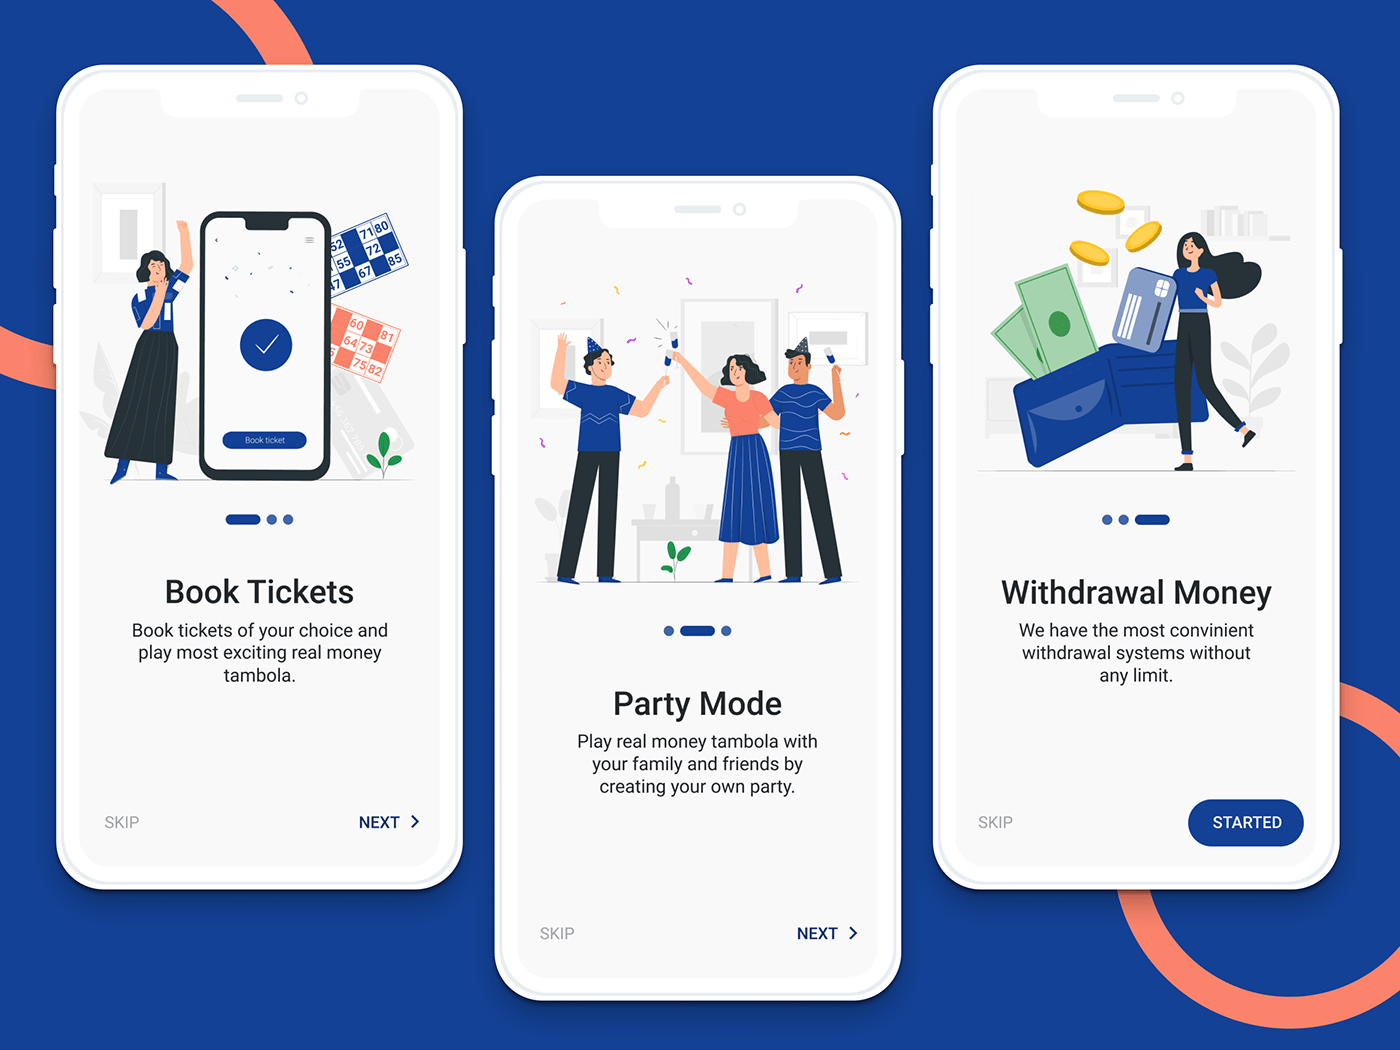 52 71 80
55 72
47 67 85
60 81
64 73
75 82
Book ticket
Book Tickets
Book tickets of your choice and
play most exciting real money
tambola.
SKIP
NEXT
Party Mode
Play real money tambola with
your family and friends by
creating your own party.
SKIP
NEXT
Withdrawal Money
We have the most convinient
withdrawal systems without
any limit.
SKIP
STARTED